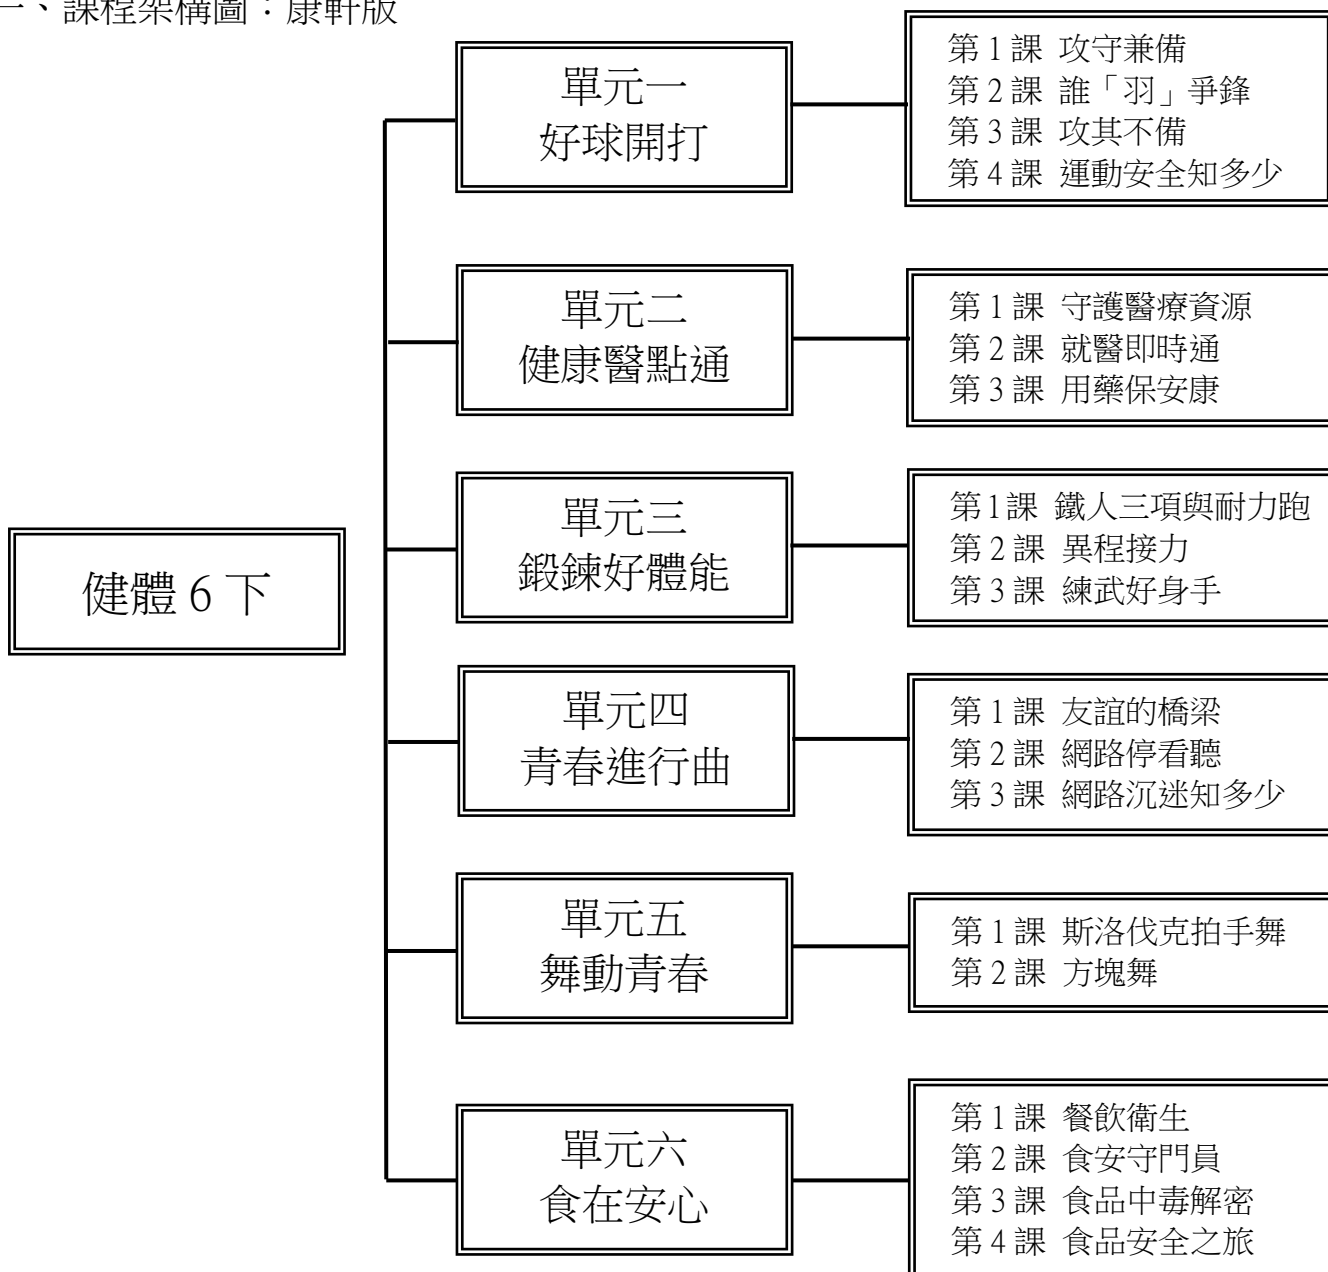 一、課程架構圖：康軒版
單元一
好球開打
第1課 攻守兼備
第2課 誰「羽」爭鋒
第3課 攻其不備
第4課 運動安全知多少
單元二
健康醫點通
第1課 守護醫療資源
第2課 就醫即時通
第3課 用藥保安康
健體6下
單元三
鍛鍊好體能
第1課 鐵人三項與耐力跑
第2課 異程接力
第3課 練武好身手
單元四
青春進行曲
第1課 友誼的橋梁
第2課 網路停看聽
第3課 網路沉迷知多少
單元五
舞動青春
第1課 斯洛伐克拍手舞
第2課 方塊舞
單元六
食在安心
第1課 餐飲衛生
第2課 食安守門員
第3課 食品中毒解密
第4課 食品安全之旅